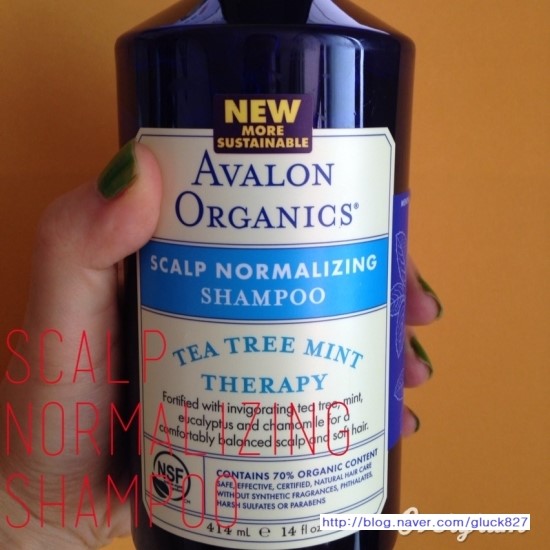 NEW
MORE
SUSTAINABLE
AVALON
ORGANICS®
SCALP NORMALIZING
SHAMPOO
TEA TREE MINT
THERAPY
Fortified with invigorating tea tree, mint,
eucalyptus and chamomile for a
comfortably balanced scalp and soft hair.
NSF
CONTAINS 70% ORGANIC CONTENT
SAFE, EFFECTIVE, CERTIFIED, NATURAL HAIR CARE
WITHOUT SYNTHETIC FRAGRANCES, PHTHALATES,
HARSH SULFATES OR PARABENS
414 mL e 14 fl oz
SCALP
NORMALIZING
SHAMPOO
http://blog.naver.com/gluck827